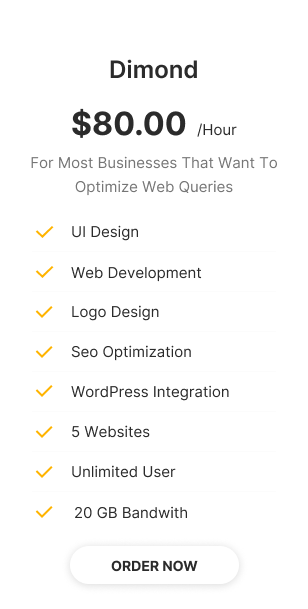 Dimond
$80.00 /Hour
For Most Businesses That Want To
Optimize Web Queries
UI Design
Web Development
Logo Design
Seo Optimization
WordPress Integration
5 Websites
Unlimited User
20 GB Bandwith
ORDER NOW